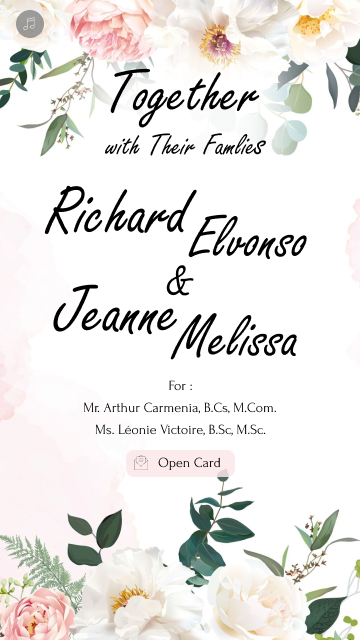 Together
with Their Famlies
Richard
Elvonso
&
Jeanne
Melissa
For :
Mr. Arthur Carmenia, B.Cs, M.Com.
Ms. Léonie Victoire, B.Sc, M.Sc.
Open Card